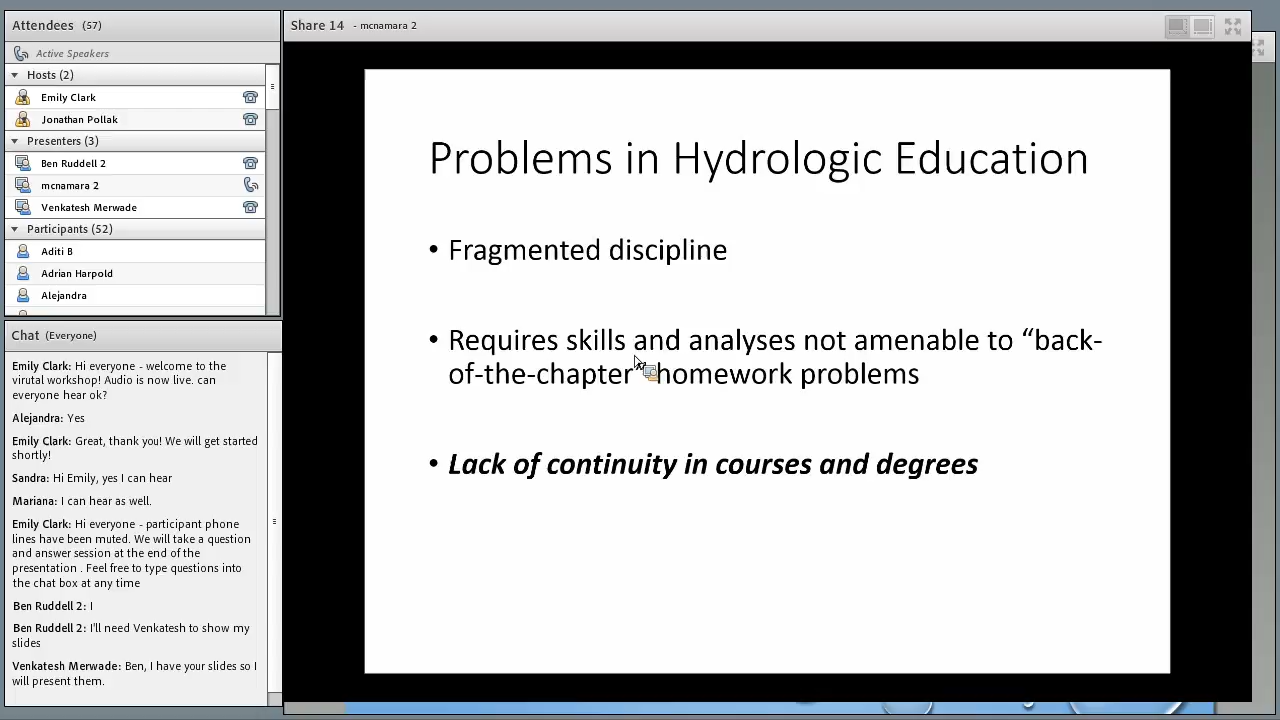 Attendees (57)
Active Speakers
Hosts (2)
Emily Clark
Jonathan Pollak
Presenters (3)
Ben Ruddell 2
mcnamara 2
Venkatesh Merwade
Participants (52)
Aditi B
Adrian Harpold
Alejandra
Chat (Everyone)
Emily Clark: Hi everyone - welcome to the
virutal workshop! Audio is now live. can
everyone hear ok?
Alejandra: Yes
Emily Clark: Great, thank you! We will get started
shortly!
Sandra: Hi Emily, yes I can hear
Mariana: I can hear as well.
Emily Clark: Hi everyone - participant phone
lines have been muted. We will take a question
and answer session at the end of the
presentation . Feel free to type questions into
the chat box at any time
Ben Ruddell 2: I
Ben Ruddell 2: I'll need Venkatesh to show my
slides
Venkatesh Merwade: Ben, I have your slides so I
will present them.
Share 14 - mcnamara 2
Problems in Hydrologic Education
• Fragmented discipline
• Requires skills and analyses not amenable to “back-
of-the-chapter homework problems
• Lack of continuity in courses and degrees